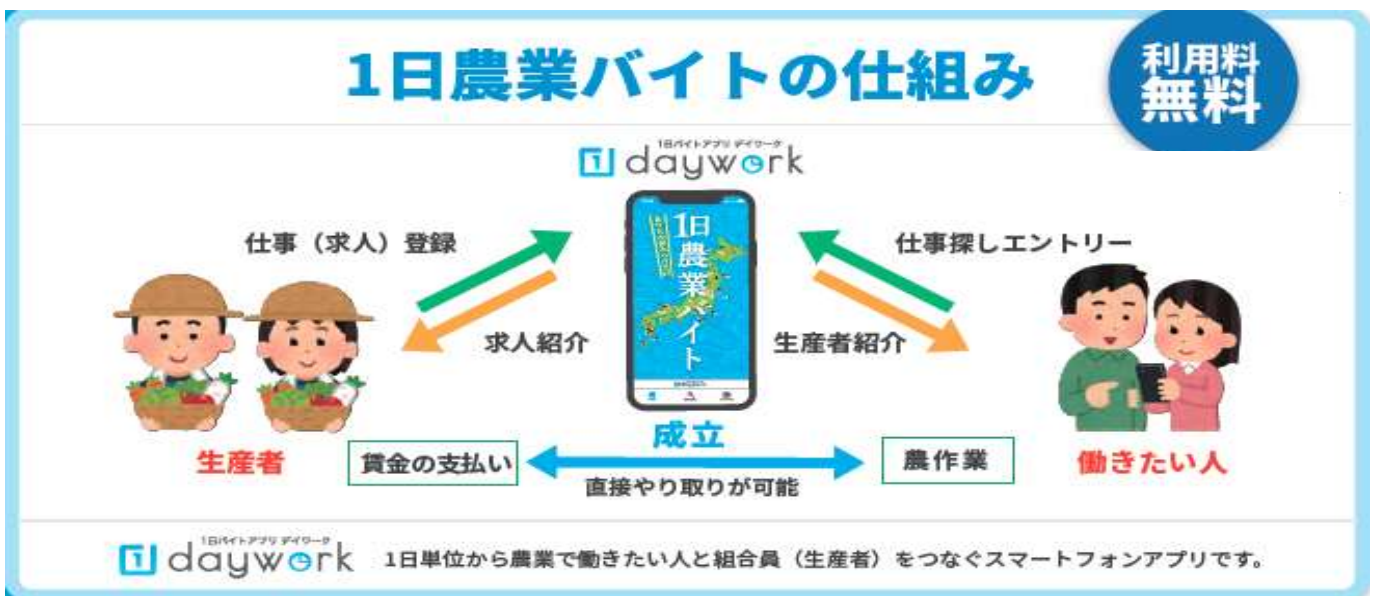 1日農業バイトの仕組み
利用料
無料
1日バイトアプリ デイワーク
daywork
仕事（求人）登録
仕事探しエントリー
1日農業バイト
求人紹介
生産者紹介
成立
生産者
賃金の支払い
農作業
働きたい人
直接やり取りが可能
1日バイトアプリ デイワーク
daywork
1日単位から農業で働きたい人と組合員（生産者）をつなぐスマートフォンアプリです。